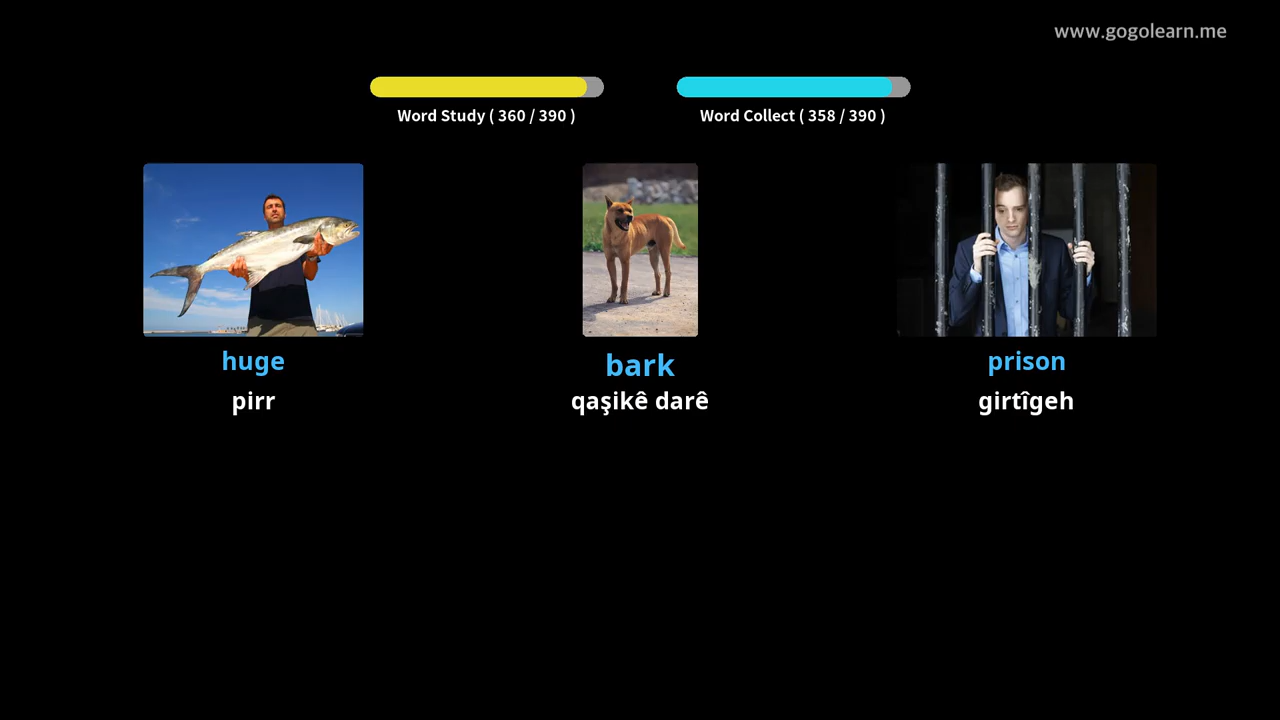 www.gogolearn.me
Word Study ( 360 / 390 )
Word Collect ( 358 / 390 )
huge
bark
prison
pirr
qaşikê darê
girtîgeh